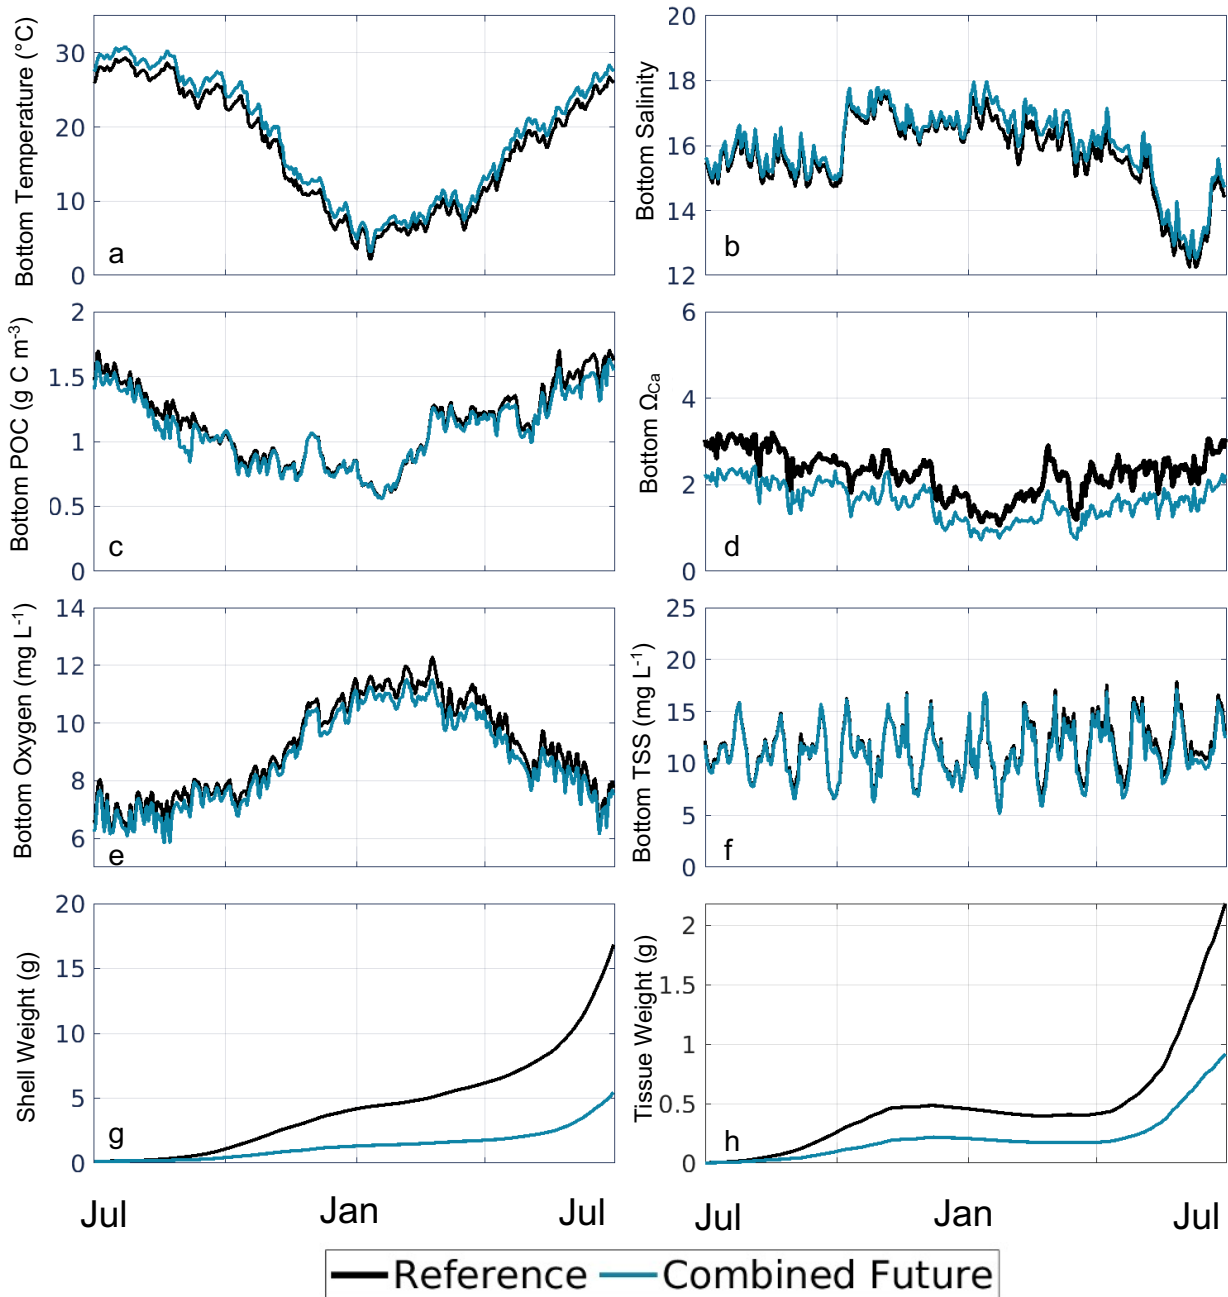 Bottom Temperature (°C)
30
20
10
0
a
Bottom Salinity
20
18
16
14
12
b
Bottom POC (g C m-3)
2
1.5
1
0.5
0
c
Bottom ΩCa
6
4
2
0
d
Bottom Oxygen (mg L-1)
14
12
10
8
6
e
Bottom TSS (mg L-1)
25
20
15
10
5
0
f
Shell Weight (g)
20
15
10
5
0
g
Tissue Weight (g)
2
1.5
1
0.5
0
h
Jul Jan Jul
Jul Jan Jul
Reference Combined Future